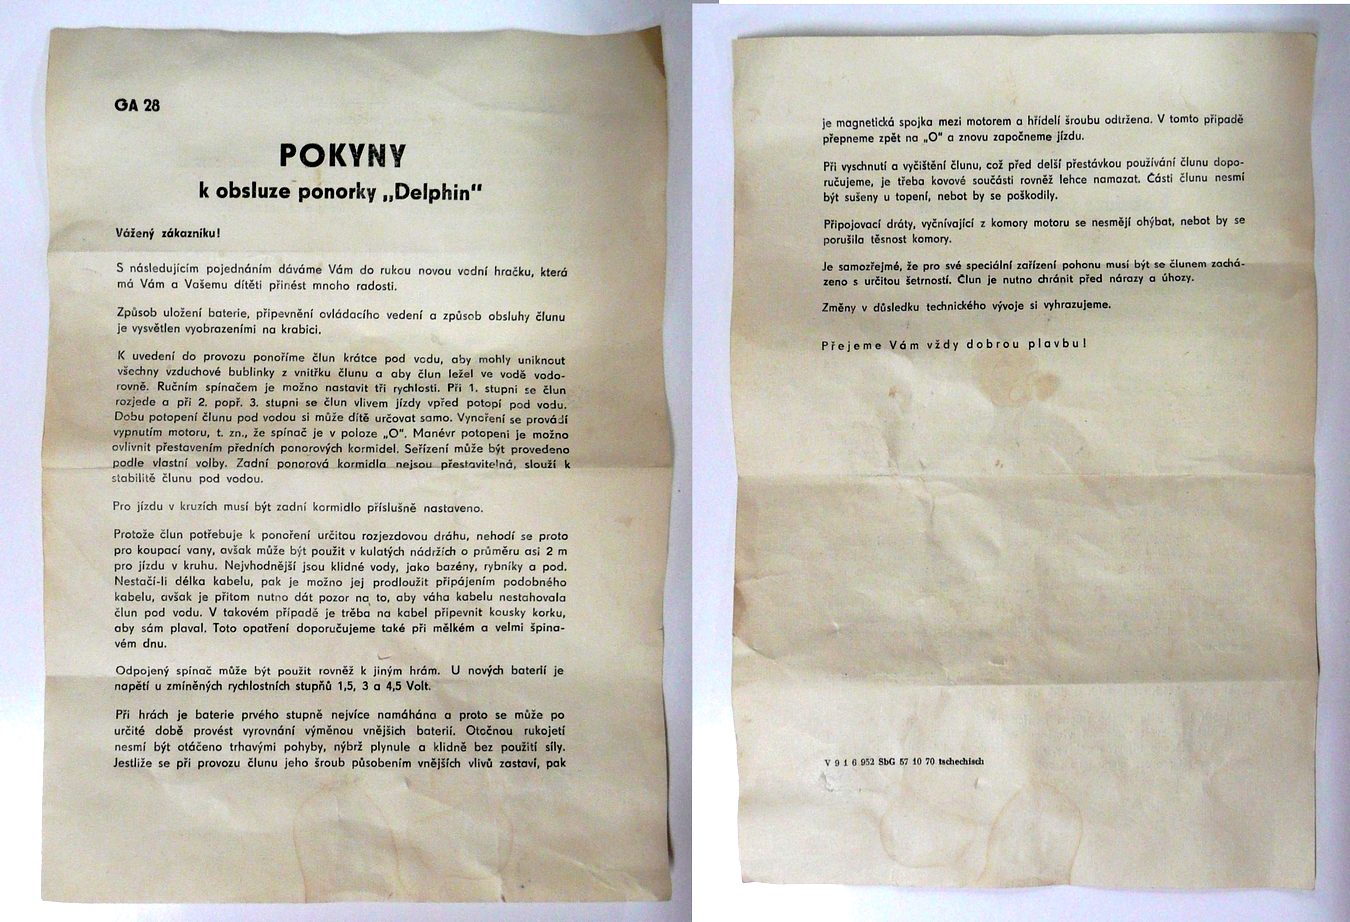 GA 28
POKYNY
k obsluze ponorky „Delphin“
Vážený zákazníku!
S následujícím pojednáním dáváme Vám do rukou novou vodní hračku, která
má Vám a Vašemu dítěti přinést mnoho radosti.
Způsob uložení baterie, připevnění ovládacího vedení a způsob obsluhy člunu
je vysvětlen vyobrazeními na krabici.
K uvedení do provozu ponoříme člun krátce pod vodu, aby mohly uniknout
všechny vzduchové bublinky z vnitřku člunu a aby člun ležel ve vodě vodo-
rovně. Ručním spínačem je možno nastavit tři rychlosti. Při 1. stupni se člun
rozjede a při 2. popř. 3. stupni se člun vlivem jízdy vpřed potopí pod vodu.
Dobu potopení člunu pod vodou si může dítě určovat samo. Vynoření se provádí
vypnutím motoru, t. zn., že spínač je v poloze „O“. Manévr potopeni je možno
ovlivnit přestavením předních ponorových kormidel. Seřízení může být provedeno
podle vlastní volby. Zadní ponorová kormidla nejsou přestavitelná, slouží k
stabilitě člunu pod vodou.
Pro jízdu v kruzích musí být zadní kormidlo příslušně nastaveno.
Protože člun potřebuje k ponoření určitou rozjezdovou dráhu, nehodí se proto
pro koupací vany, avšak může být použit v kulatých nádržích o průměru asi 2 m
pro jízdu v kruhu. Nejvhodnější jsou klidné vody, jako bazény, rybníky a pod.
Nestačí-li délka kabelu, pak je možno jej prodloužit připájením podobného
kabelu, avšak je přitom nutno dát pozor na to, aby váha kabelu nestahovala
člun pod vodu. V takovém případě je trěba na kabel připevnit kousky korku,
aby sám plaval. Toto opatření doporučujeme také při mělkém a velmi špina-
vém dnu.
Odpojený spínač může být použit rovněž k jiným hrám. U nových baterií je
napětí u zmíněných rychlostních stupňů 1,5, 3 a 4,5 Volt.
Při hrách je baterie prvého stupně nejvíce namáhána a proto se může po
určité době provést vyrovnání výměnou vnějších baterií. Otočnou rukojetí
nesmí být otáčeno trhavými pohyby, nýbrž plynule a klidně bez použití síly.
Jestliže se při provozu člunu jeho šroub působením vnějších vlivů zastaví, pak
je magnetická spojka mezi motorem a hřídelí šroubu odtržena. V tomto případě
přepneme zpět na „O“ a znovu započneme jízdu.
Při vyschnutí a vyčištění člunu, což před delší přestávkou používání člunu dopo-
ručujeme, je třeba kovové součásti rovněž lehce namazat. Části člunu nesmí
být sušeny u topení, nebot by se poškodily.
Připojovací dráty, vyčnívající z komory motoru se nesmějí ohýbat, nebot by se
porušila těsnost komory.
Je samozřejmé, že pro své speciální zařízení pohonu musí být se člunem zachá-
zeno s určitou šetrností. Člun je nutno chránit před nárazy a úhozy.
Změny v důsledku technického vývoje si vyhrazujeme.
Přejeme Vám vždy dobrou plavbu!
V 9 1 6 952 SbG 57 10 70 tschechisch